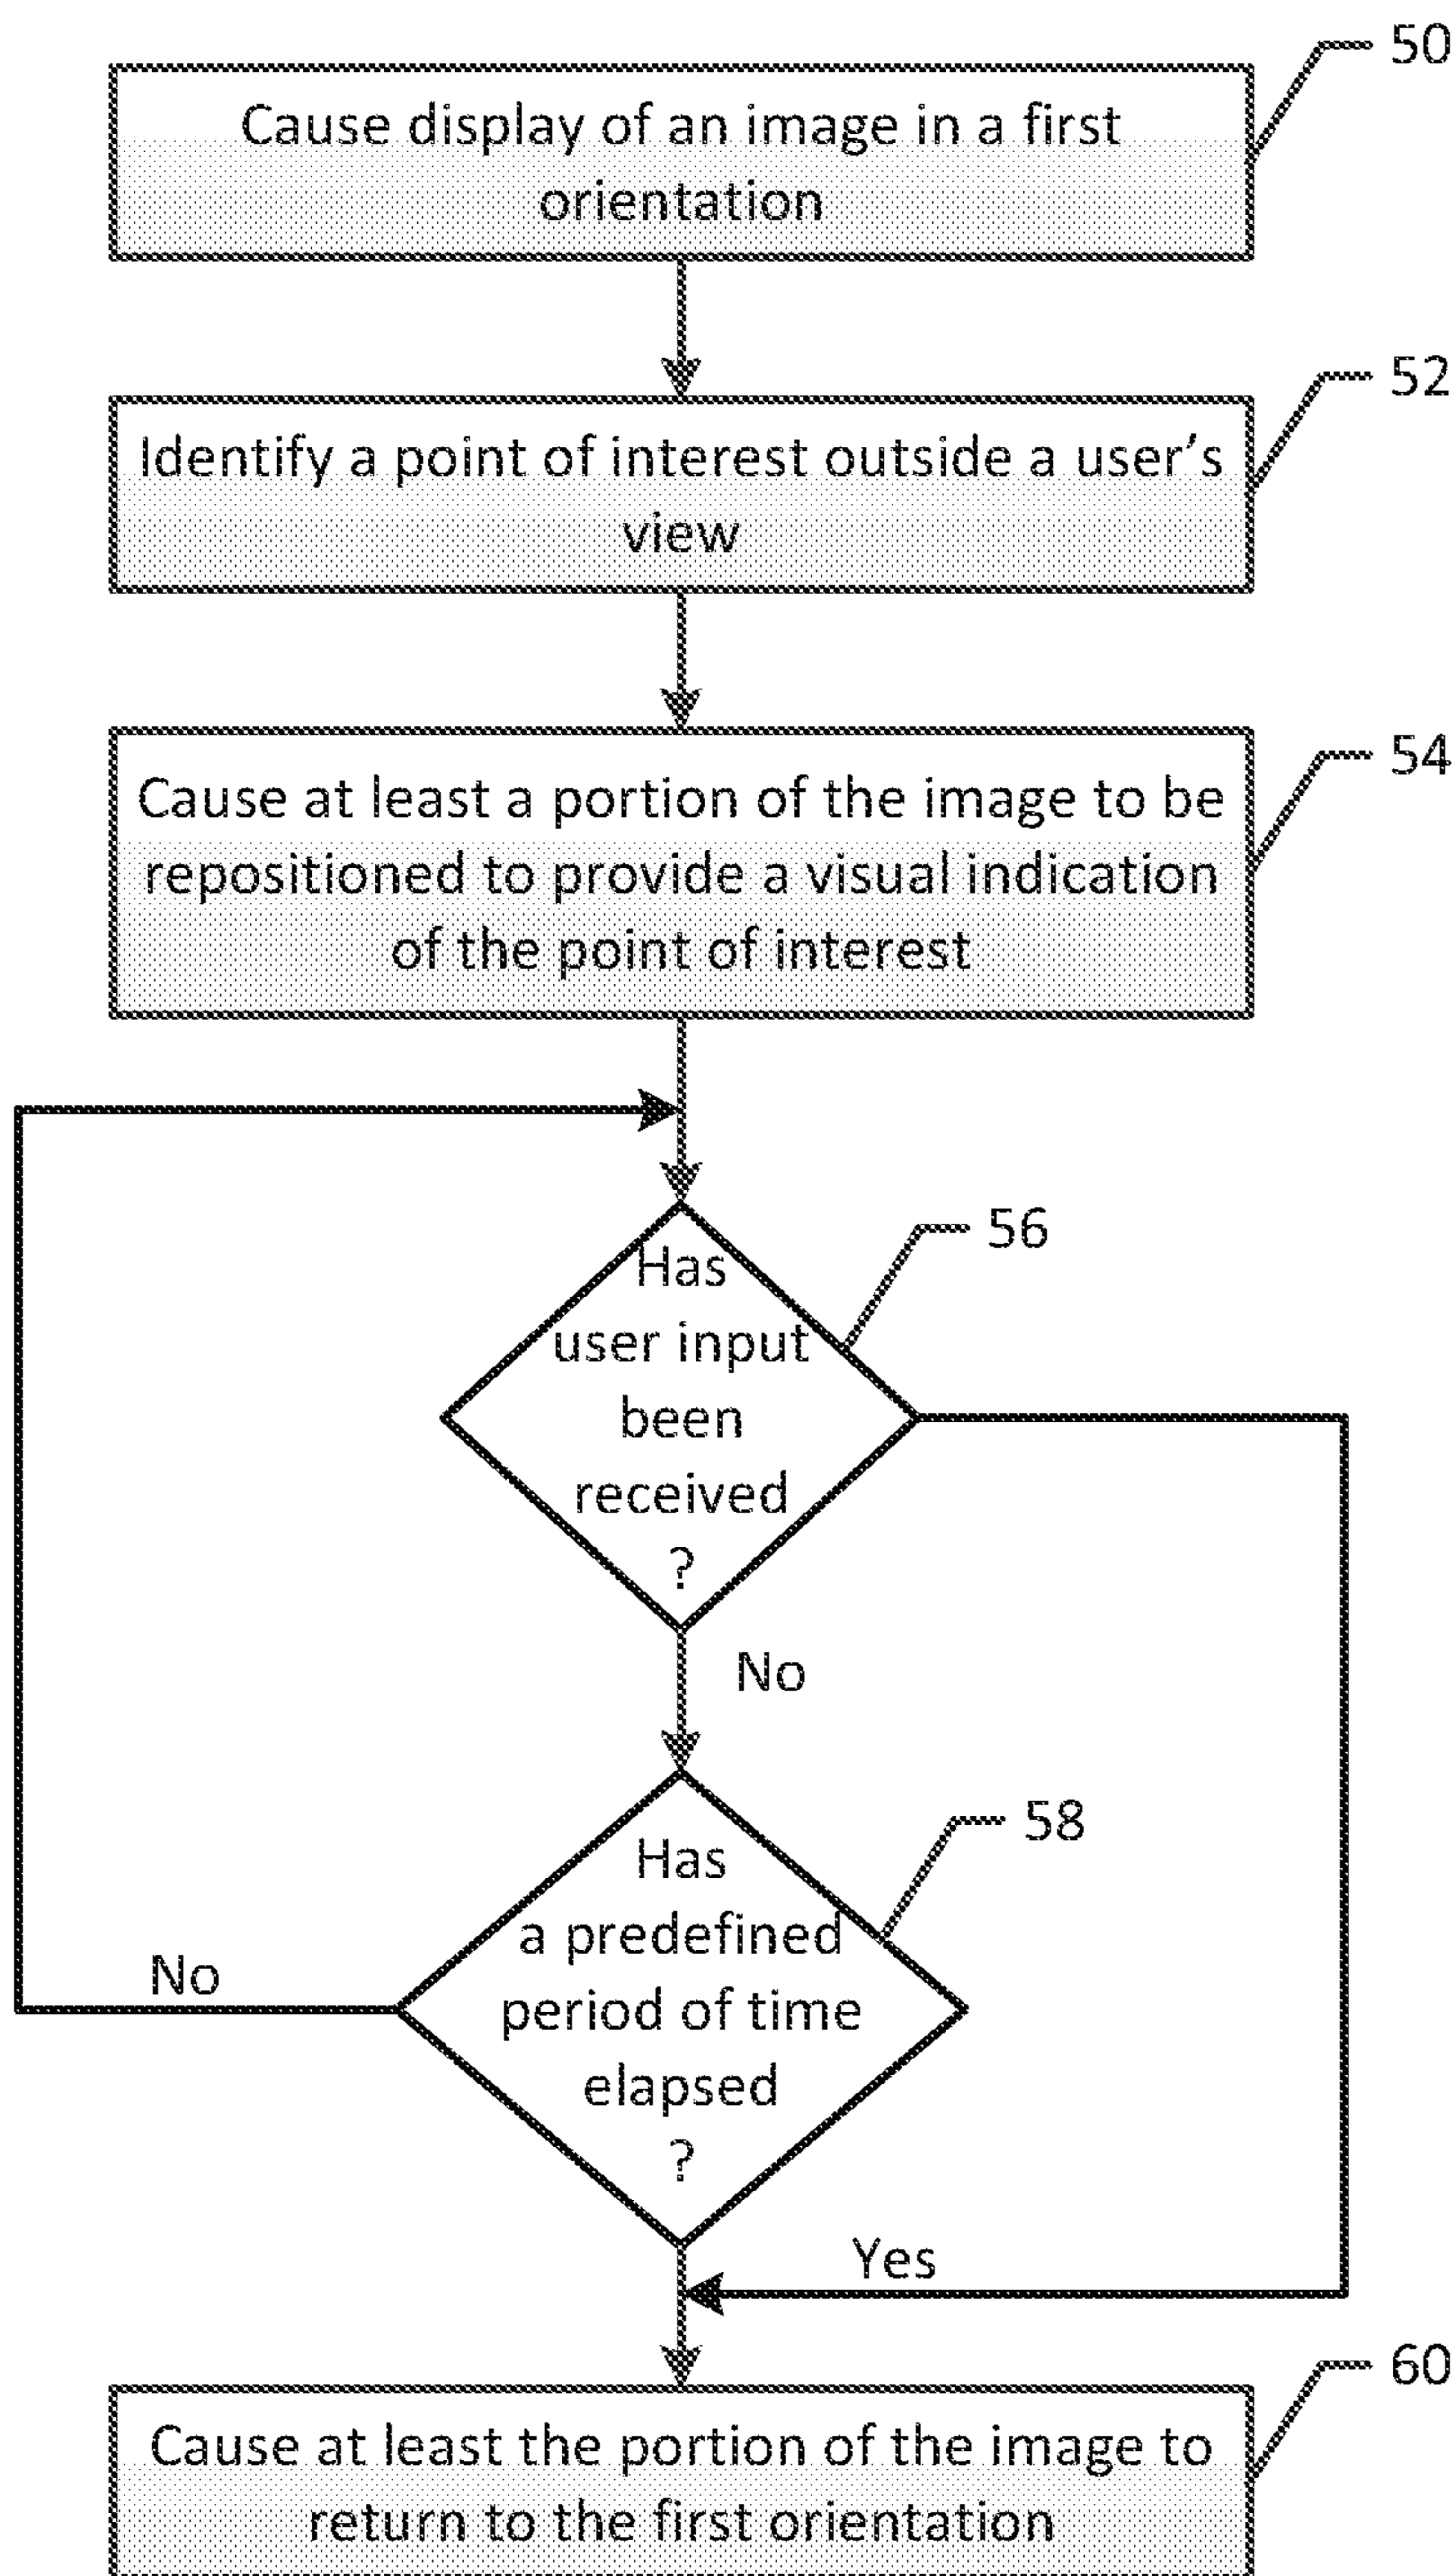 50
Cause display of an image in a first
orientation
52
Identify a point of interest outside a user's
view
54
Cause at least a portion of the image to be
repositioned to provide a visual indication
of the point of interest
56
Has
user input
been
received
?
No
58
Has
a predefined
period of time
elapsed
?
No
Yes
60
Cause at least the portion of the image to
return to the first orientation